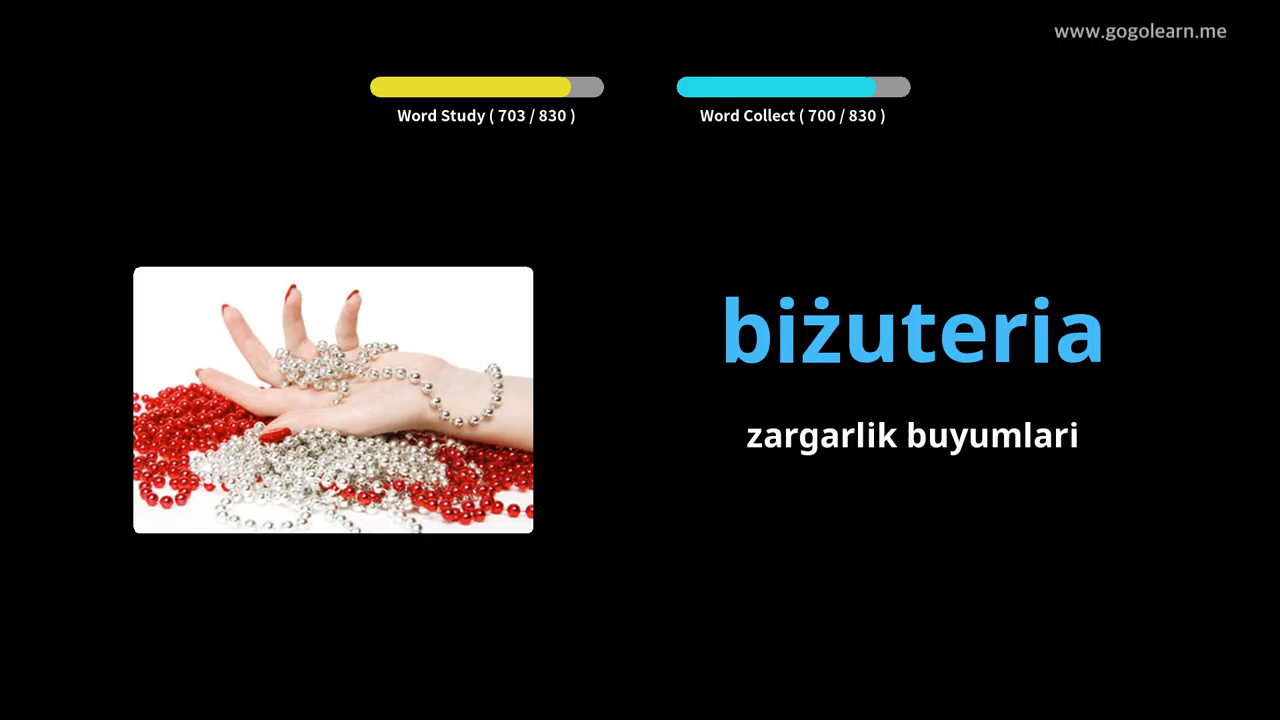 www.gogolearn.me
Word Study ( 703 / 830 )
Word Collect ( 700 / 830 )
biżuteria
zargarlik buyumlari